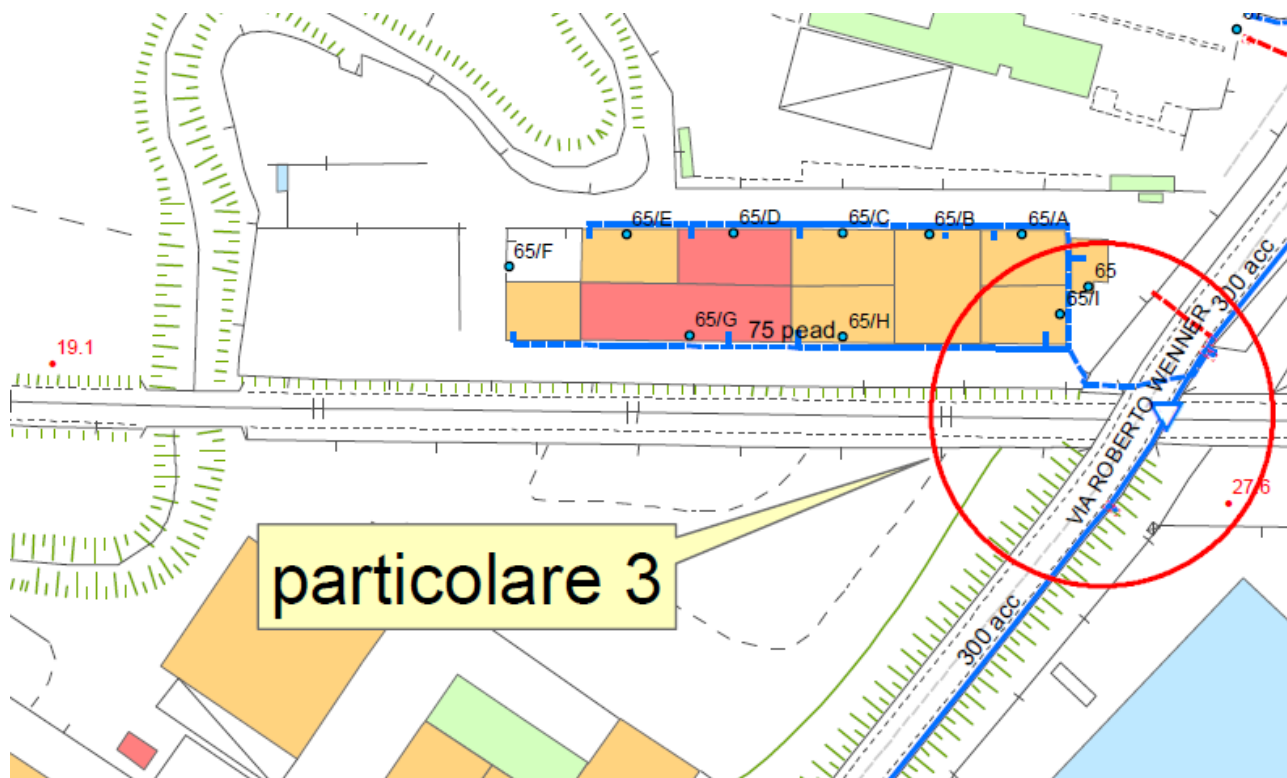 65/E
65/D
65/C
65/B
65/A
65/F
65
65/I
65/G
75 pead
65/H
300 acc
VIA ROBERTO WENNER
19.1
27.6
particolare 3
300 acc